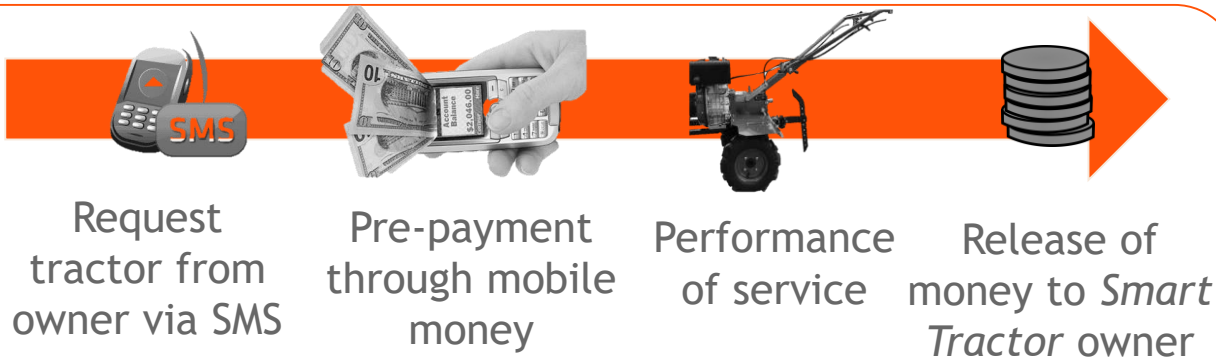 SMS
10
Account
Balance
$2,046.00
Request
tractor from
owner via SMS
Pre-payment
through mobile
money
Performance
of service
Release of
money to Smart
Tractor owner